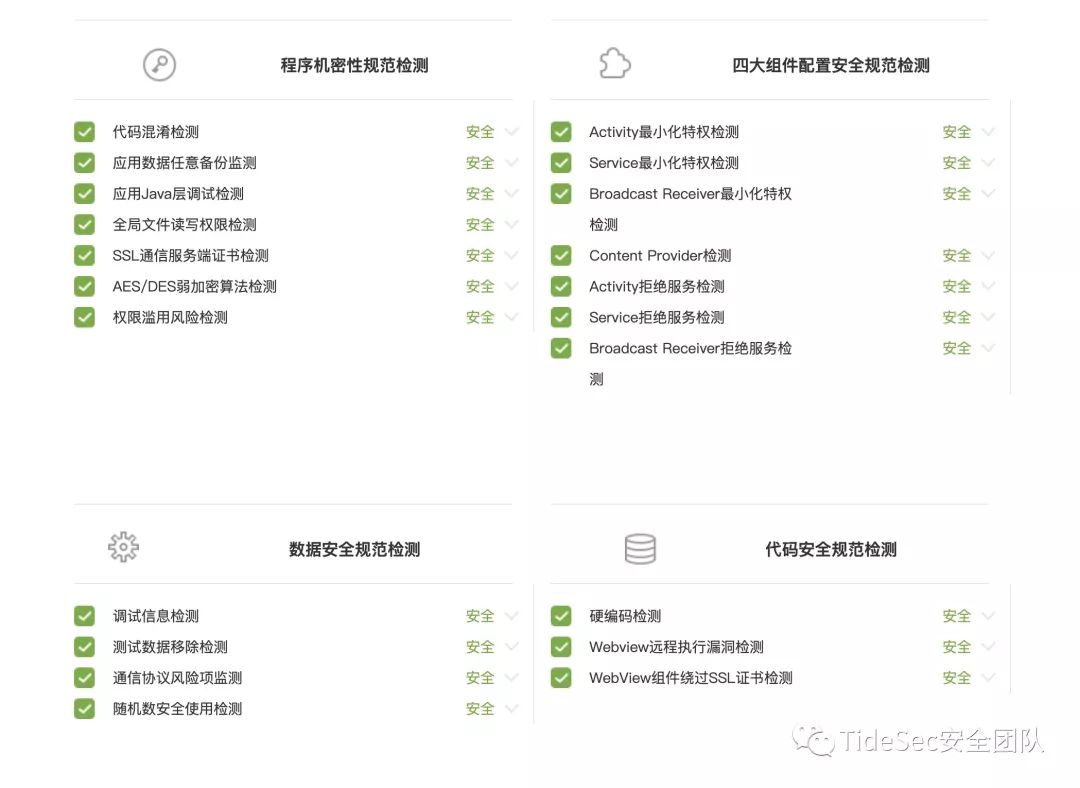 程序机密性规范检测
代码混淆检测 安全
应用数据任意备份监测 安全
应用Java层调试检测 安全
全局文件读写权限检测 安全
SSL通信服务端证书检测 安全
AES/DES弱加密算法检测 安全
权限滥用风险检测 安全
四大组件配置安全规范检测
Activity最小化特权检测 安全
Service最小化特权检测 安全
Broadcast Receiver最小化特权 安全
检测
Content Provider检测 安全
Activity拒绝服务检测 安全
Service拒绝服务检测 安全
Broadcast Receiver拒绝服务检 安全
测
数据安全规范检测
调试信息检测 安全
测试数据移除检测 安全
通信协议风险项监测 安全
随机数安全使用检测 安全
代码安全规范检测
硬编码检测 安全
Webview远程执行漏洞检测 安全
WebView组件绕过SSL证书检测 安全
TideSec安全团队